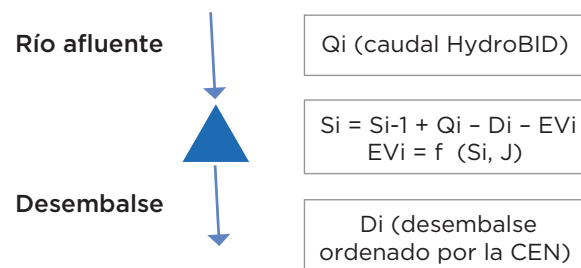 Río afluente
Qi (caudal HydroBID)
Si = Si-1 + Qi – Di – EVi
EVi = f (Si, J)
Desembalse
Di (desembalse
ordenado por la CEN)